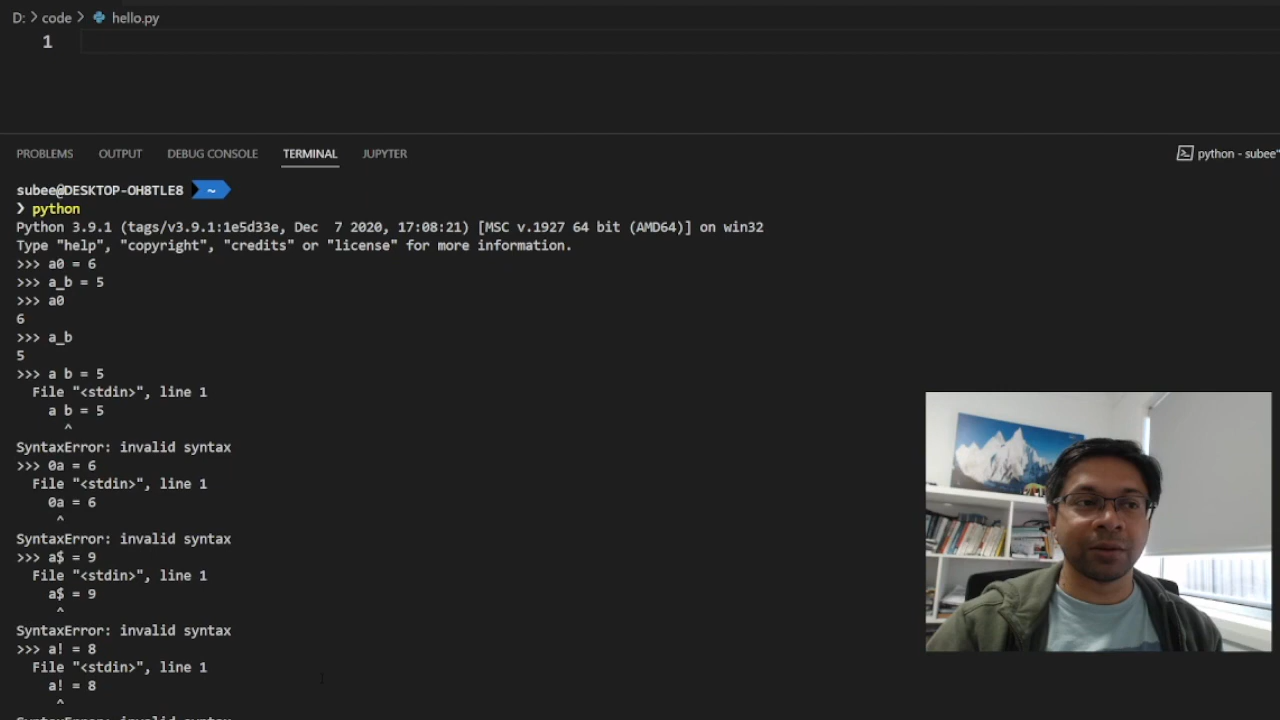 D: > code > hello.py
1
PROBLEMS OUTPUT DEBUG CONSOLE TERMINAL JUPYTER
python - subee"
subee@DESKTOP-OH8TLE8 ~
❯ python
Python 3.9.1 (tags/v3.9.1:1e5d33e, Dec  7 2020, 17:08:21) [MSC v.1927 64 bit (AMD64)] on win32
Type "help", "copyright", "credits" or "license" for more information.
>>> a0 = 6
>>> a_b = 5
>>> a0
6
>>> a_b
5
>>> a b = 5
  File "<stdin>", line 1
    a b = 5
      ^
SyntaxError: invalid syntax
>>> 0a = 6
  File "<stdin>", line 1
    0a = 6
     ^
SyntaxError: invalid syntax
>>> a$ = 9
  File "<stdin>", line 1
    a$ = 9
     ^
SyntaxError: invalid syntax
>>> a! = 8
  File "<stdin>", line 1
    a! = 8
     ^
SyntaxError: invalid syntax